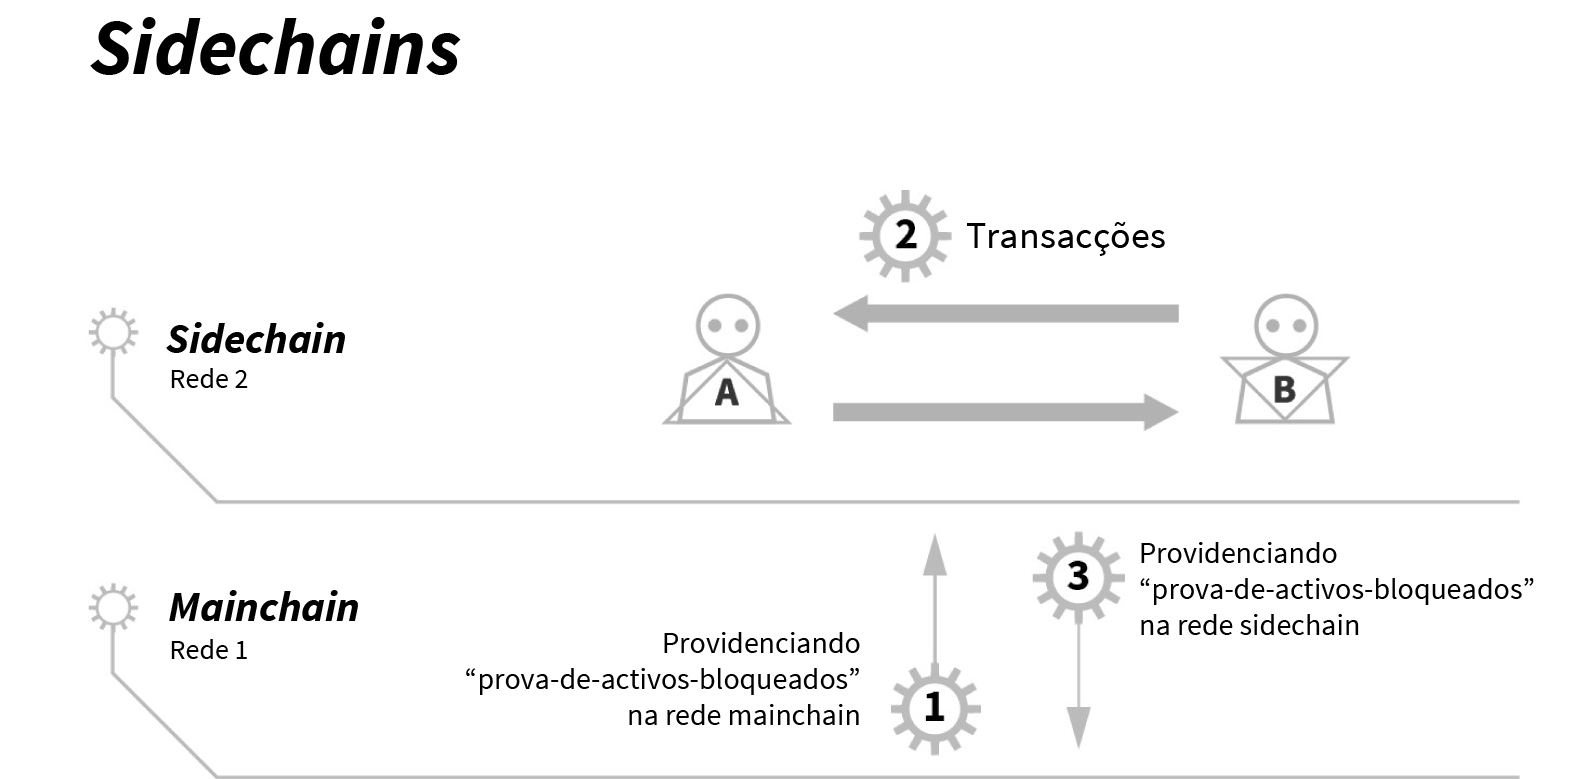 Sidechains
2 Transacções
Sidechain
Rede 2
A
B
Mainchain
Rede 1
Providenciando
“prova-de-activos-bloqueados”
na rede mainchain
1
3
Providenciando
“prova-de-activos-bloqueados”
na rede sidechain